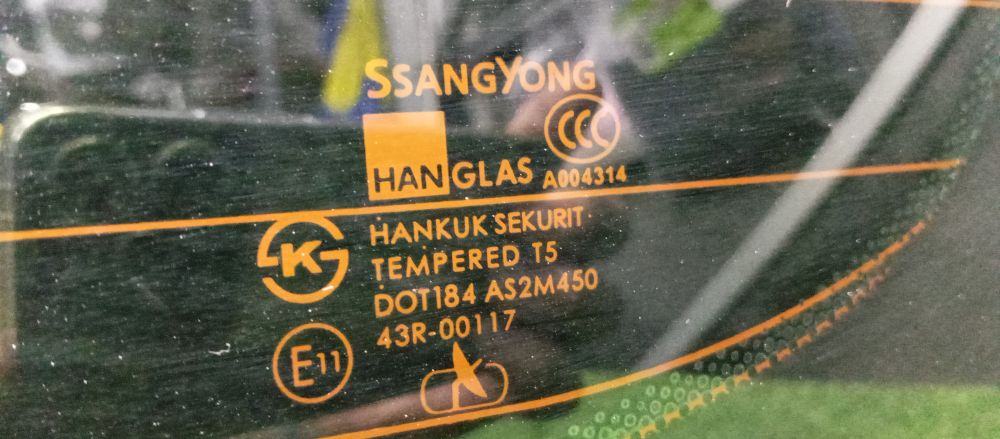 SSANGYONG
CCC
HANGLAS A004314
HANKUK SEKURIT
TEMPERED T5
DOT184 AS2M450
43R-00117
K
E11